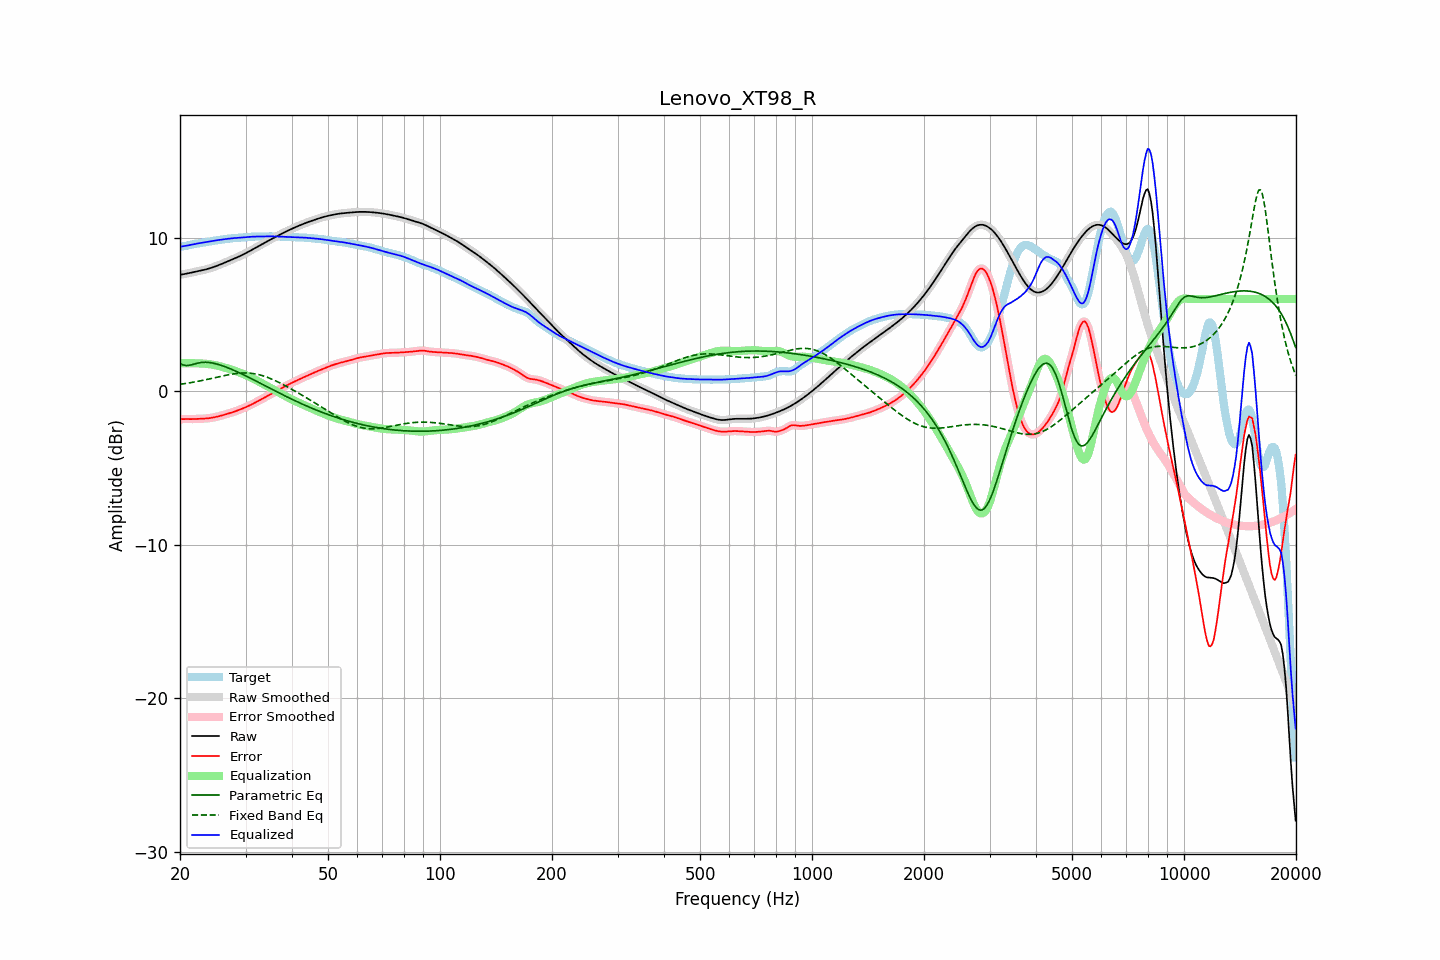 Lenovo_XT98_R
Amplitude (dBr)
10
0
−10
−20
−30
Target
Raw Smoothed
Error Smoothed
Raw
Error
Equalization
Parametric Eq
Fixed Band Eq
Equalized
20 50 100 200 500 1000 2000 5000 10000 20000
Frequency (Hz)